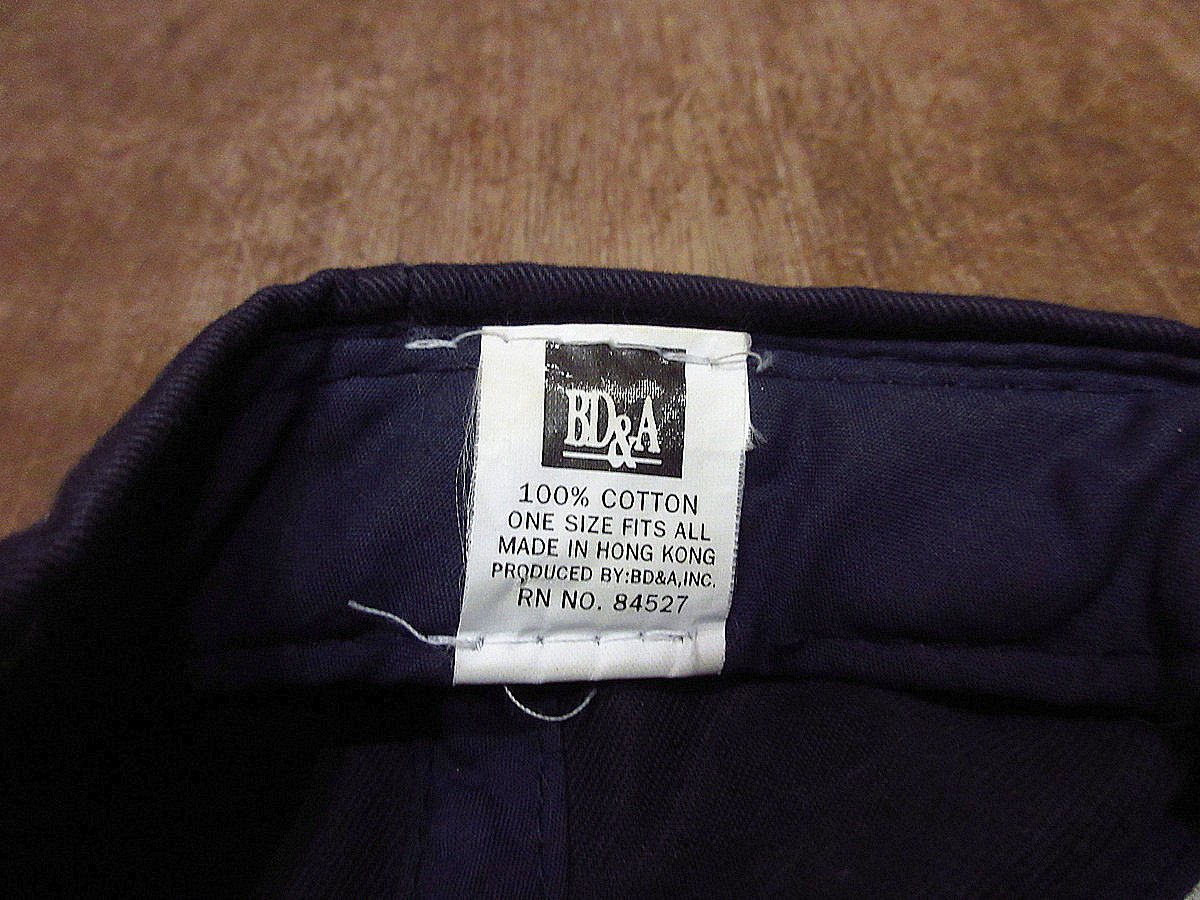 BD&A
100% COTTON
ONE SIZE FITS ALL
MADE IN HONG KONG
PRODUCED BY:BD&A,INC.
RN NO. 84527